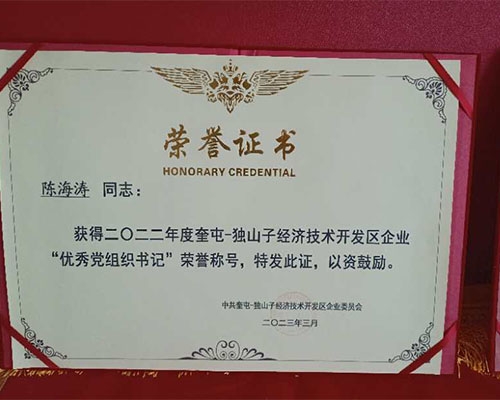 荣誉证书
HONORARY CREDENTIAL
陈海涛 同志：
获得二〇二二年度奎屯-独山子经济技术开发区企业
“优秀党组织书记”荣誉称号，特发此证，以资鼓励。
中共奎屯-独山子经济技术开发区企业委员会
二〇二三年三月